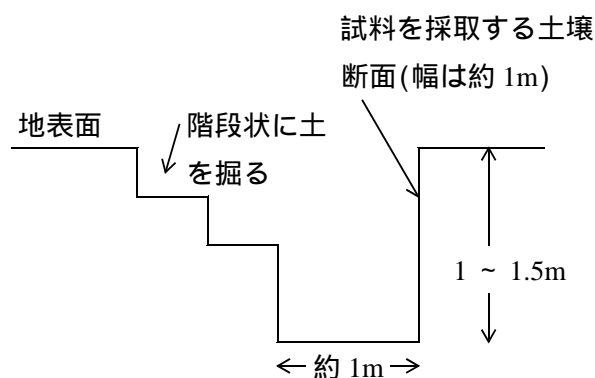 試料を採取する土壌
断面(幅は約 1m)
地表面
階段状に土
を掘る
1 ~ 1.5m
約 1m